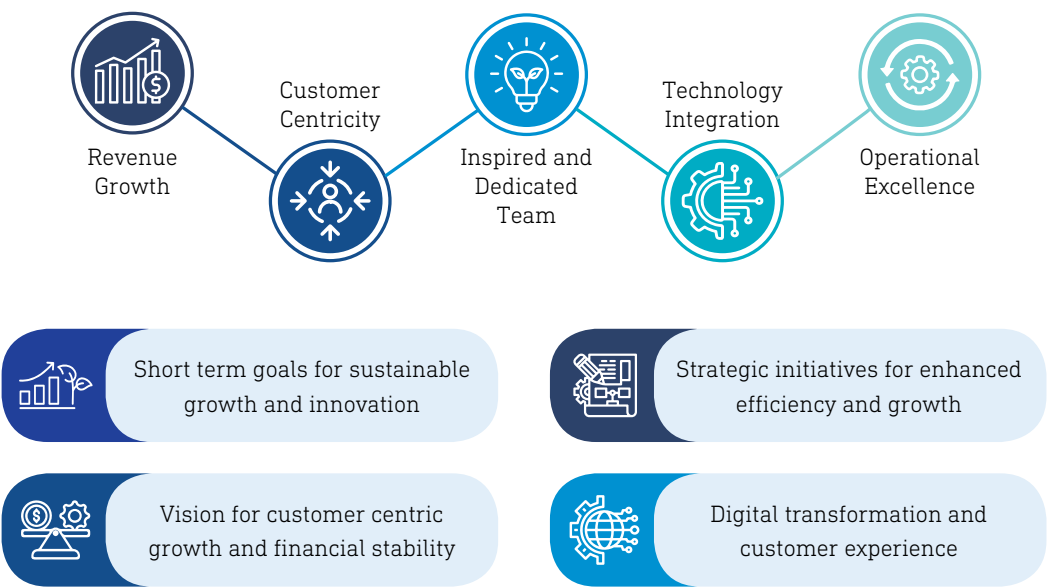 Revenue
Growth
Customer
Centricity
Inspired and
Dedicated
Team
Technology
Integration
Operational
Excellence
Short term goals for sustainable
growth and innovation
Strategic initiatives for enhanced
efficiency and growth
Vision for customer centric
growth and financial stability
Digital transformation and
customer experience